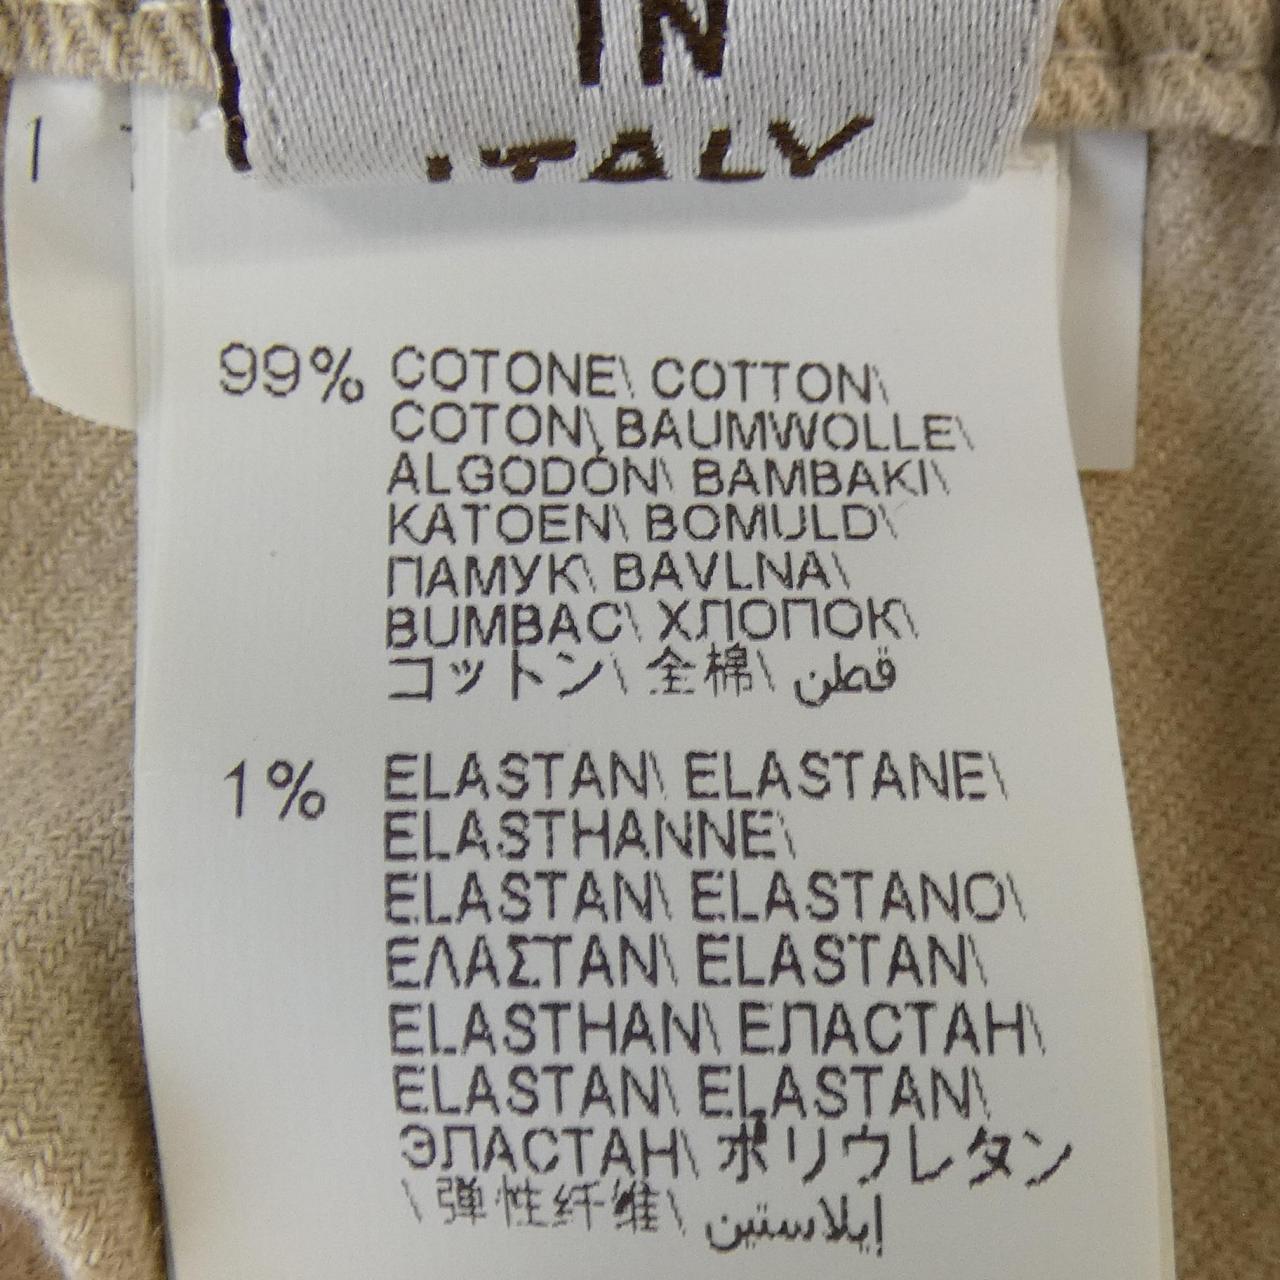 IN
ITALY
1
99% COTONE\ COTTON\
COTON\ BAUMWOLLE\
ALGODÓN\ BAMBAKI\
KATOEN\ BOMULD\
ПАМУК\ BAVLNA\
BUMBAC\ ХЛОПОК\
コットン\ 全棉\ قطن
1% ELASTAN\ ELASTANE\
ELASTHANNE\
ELASTAN\ ELASTANO\
ΕΛΑΣΤΑΝ\ ELASTAN\
ELASTHAN\ ЕЛАСТАН\
ELASTAN\ ELASTAN\
ЭЛАСТАН\ ポリウレタン
\ 弹性纤维\ إيلاستين